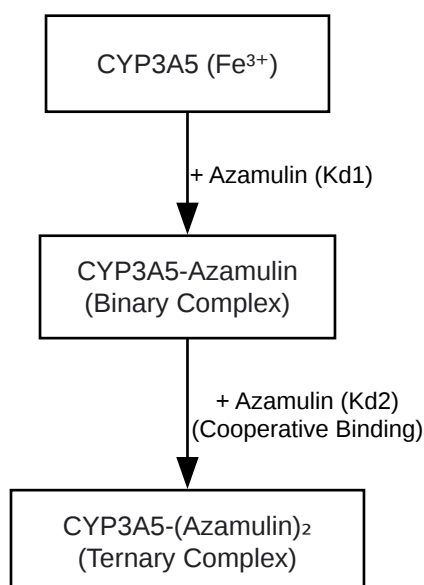 CYP3A5 (Fe³⁺)
+ Azamulin (Kd1)
CYP3A5-Azamulin
(Binary Complex)
+ Azamulin (Kd2)
(Cooperative Binding)
CYP3A5-(Azamulin)₂
(Ternary Complex)